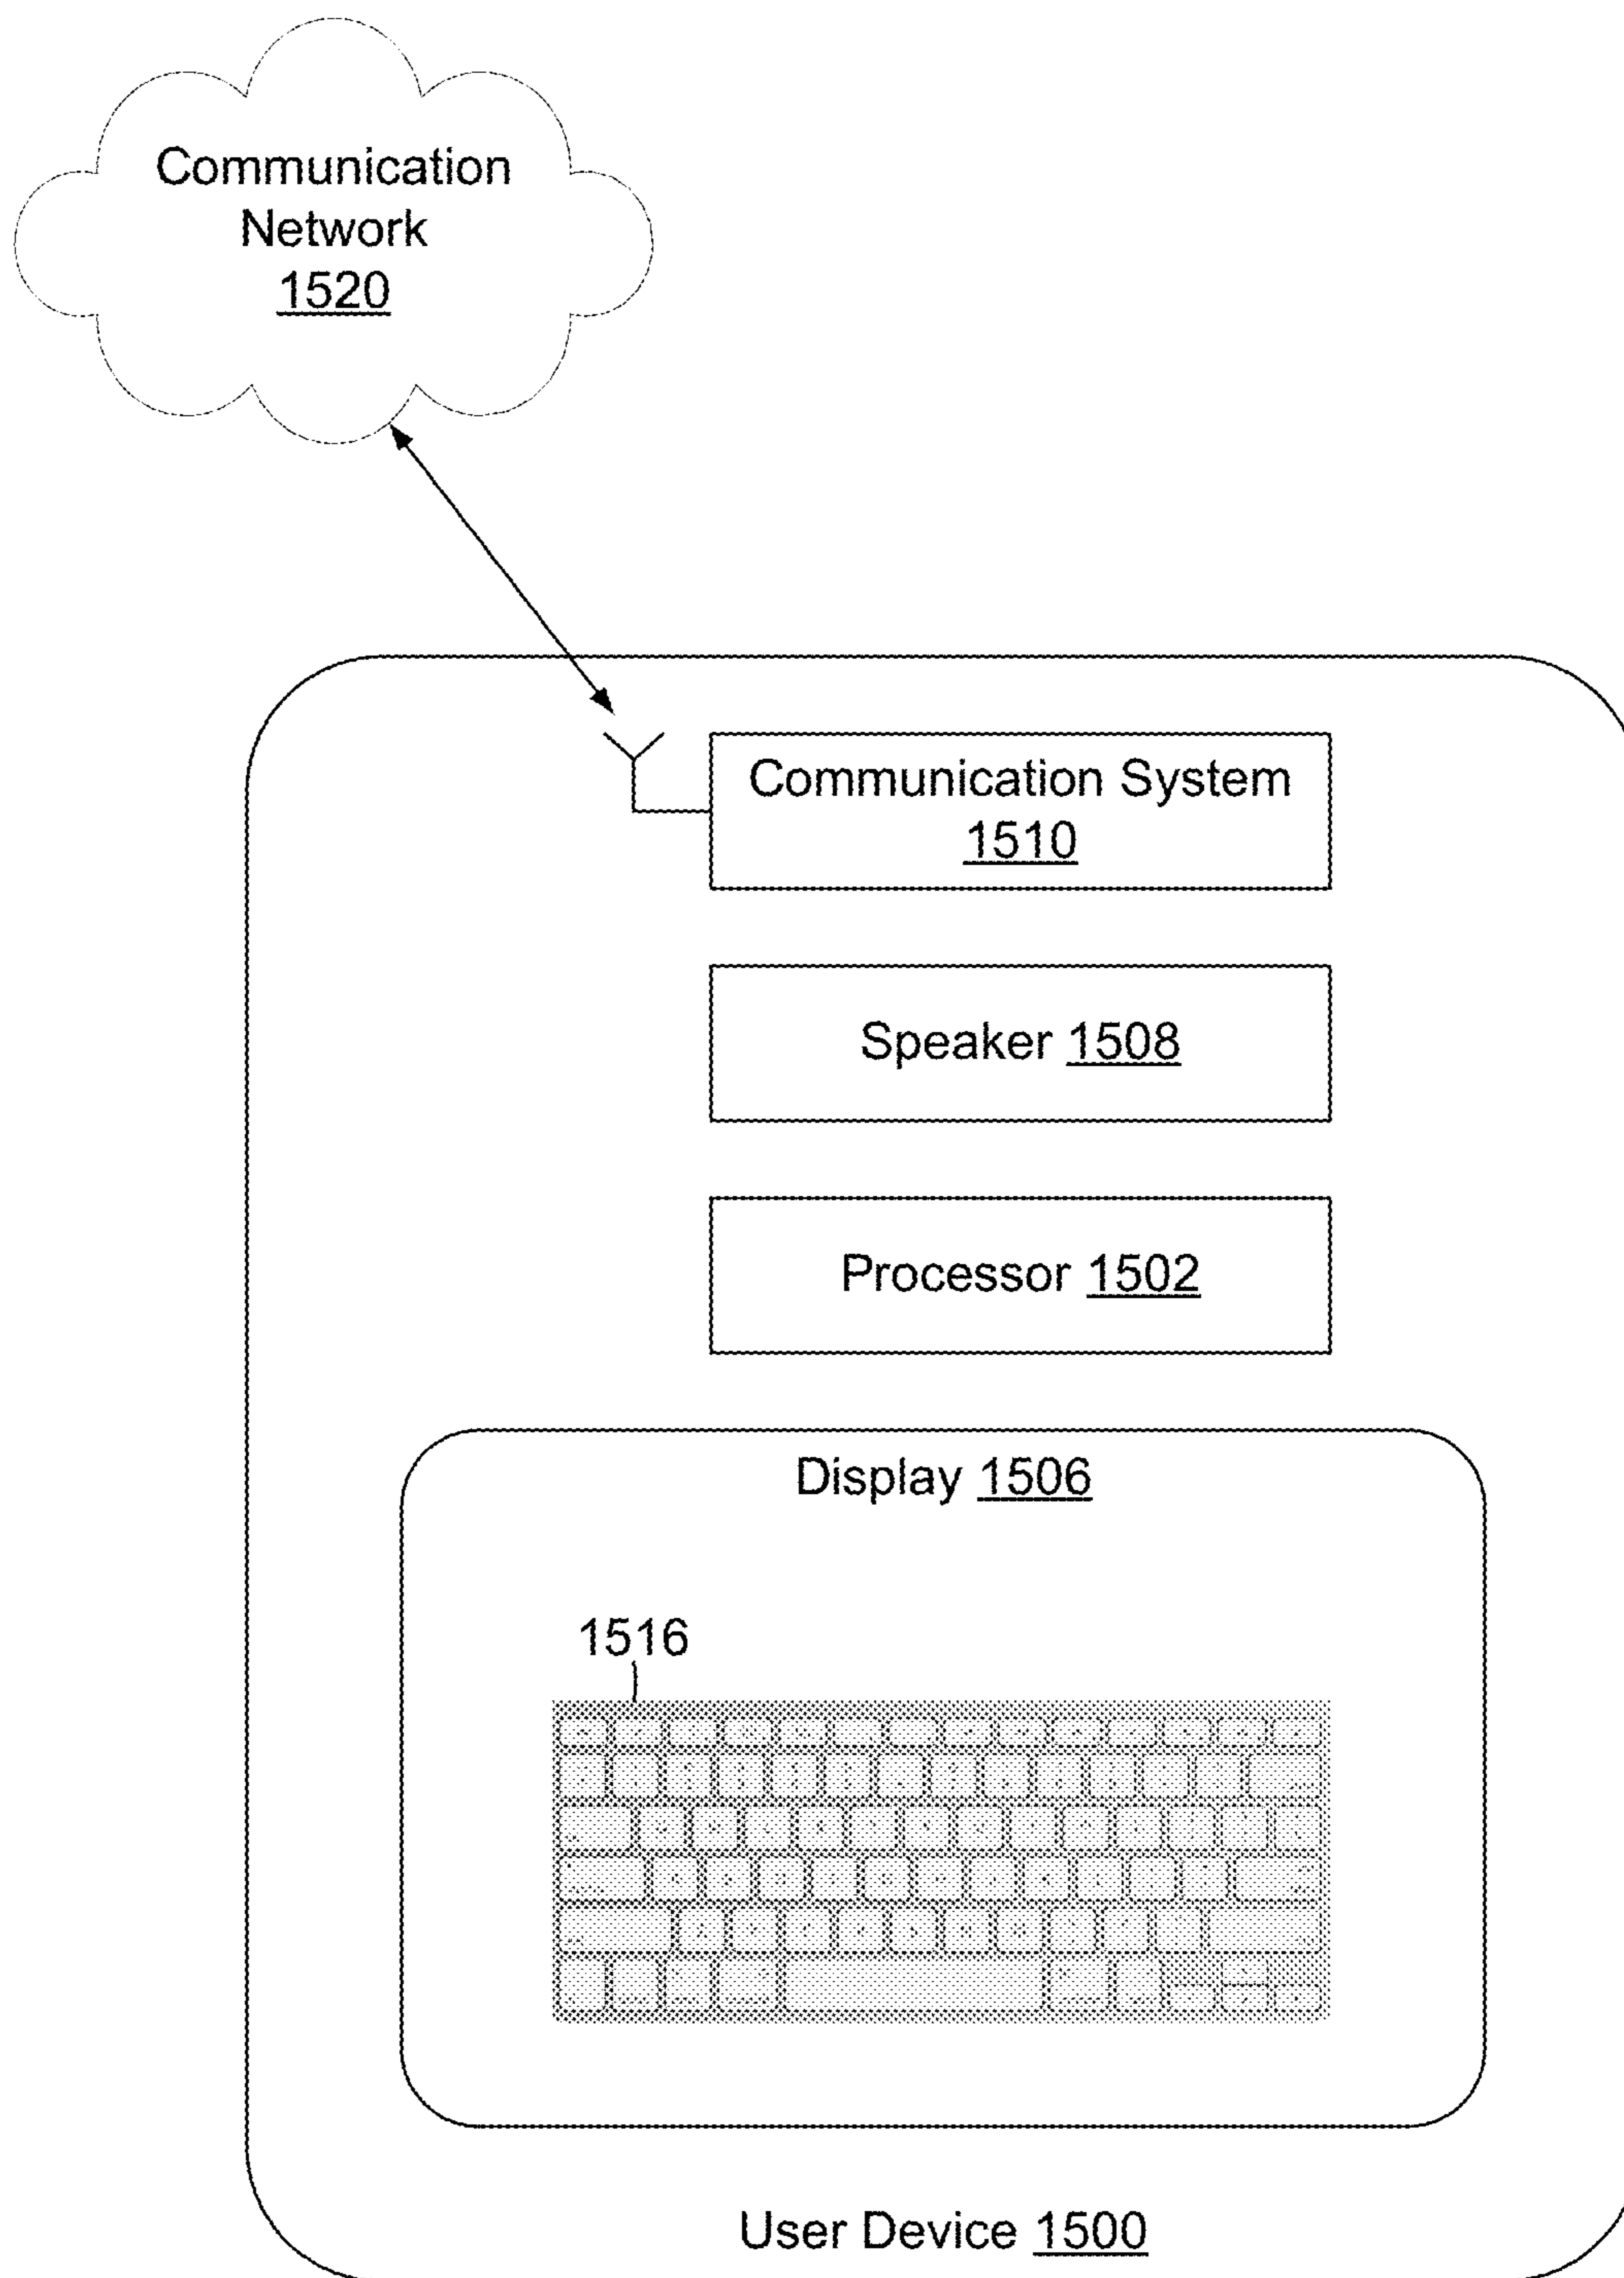 Communication
Network
1520
Communication System
1510
Speaker 1508
Processor 1502
Display 1506
1516
User Device 1500